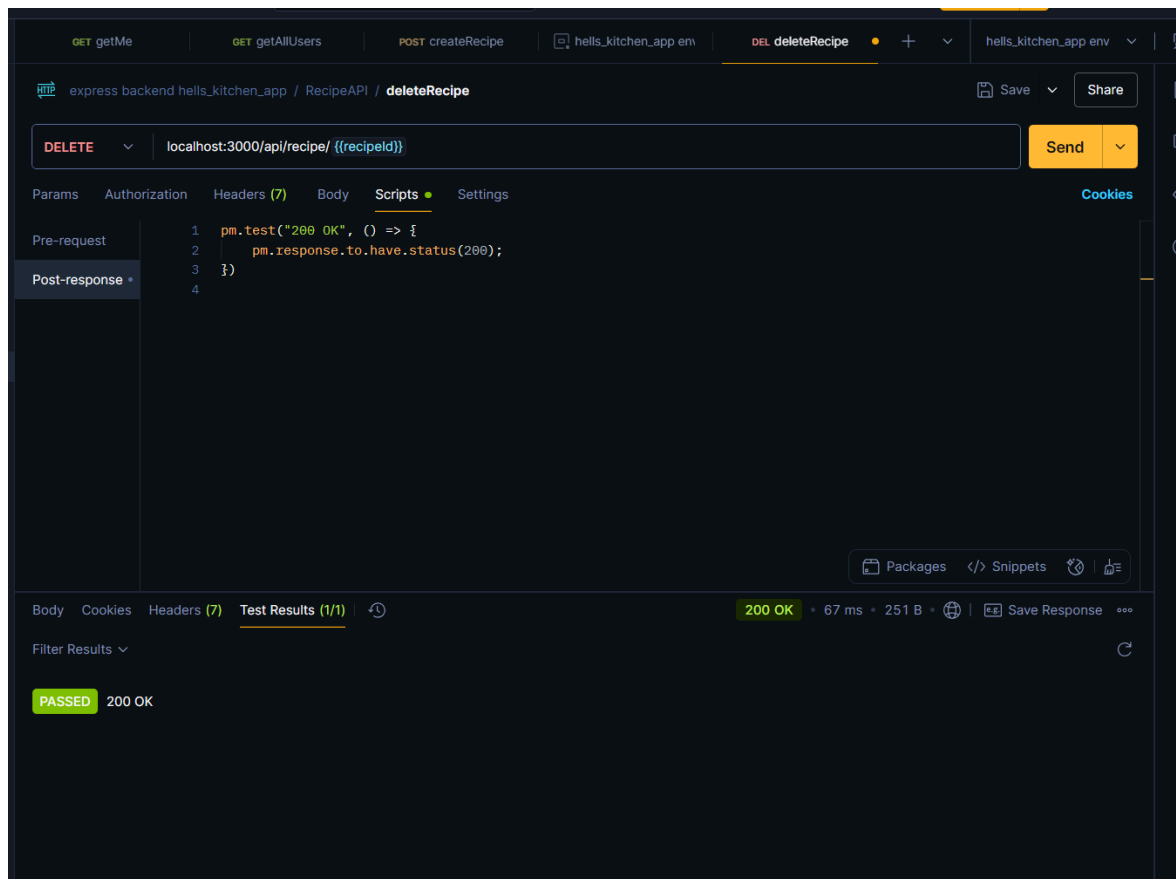 GET getMe
GET getAllUsers
POST createRecipe
hells_kitchen_app env
DEL deleteRecipe
hells_kitchen_app env
HTTP express backend hells_kitchen_app / RecipeAPI / deleteRecipe
Save
Share
DELETE
localhost:3000/api/recipe/ {{recipeId}}
Send
Params Authorization Headers (7) Body Scripts Settings
Cookies
Pre-request
Post-response
1 pm.test("200 OK", () => {
2 pm.response.to.have.status(200);
3 })
4
Packages </> Snippets
Body Cookies Headers (7) Test Results (1/1)
200 OK • 67 ms • 251 B
e.g. Save Response
Filter Results
PASSED 200 OK